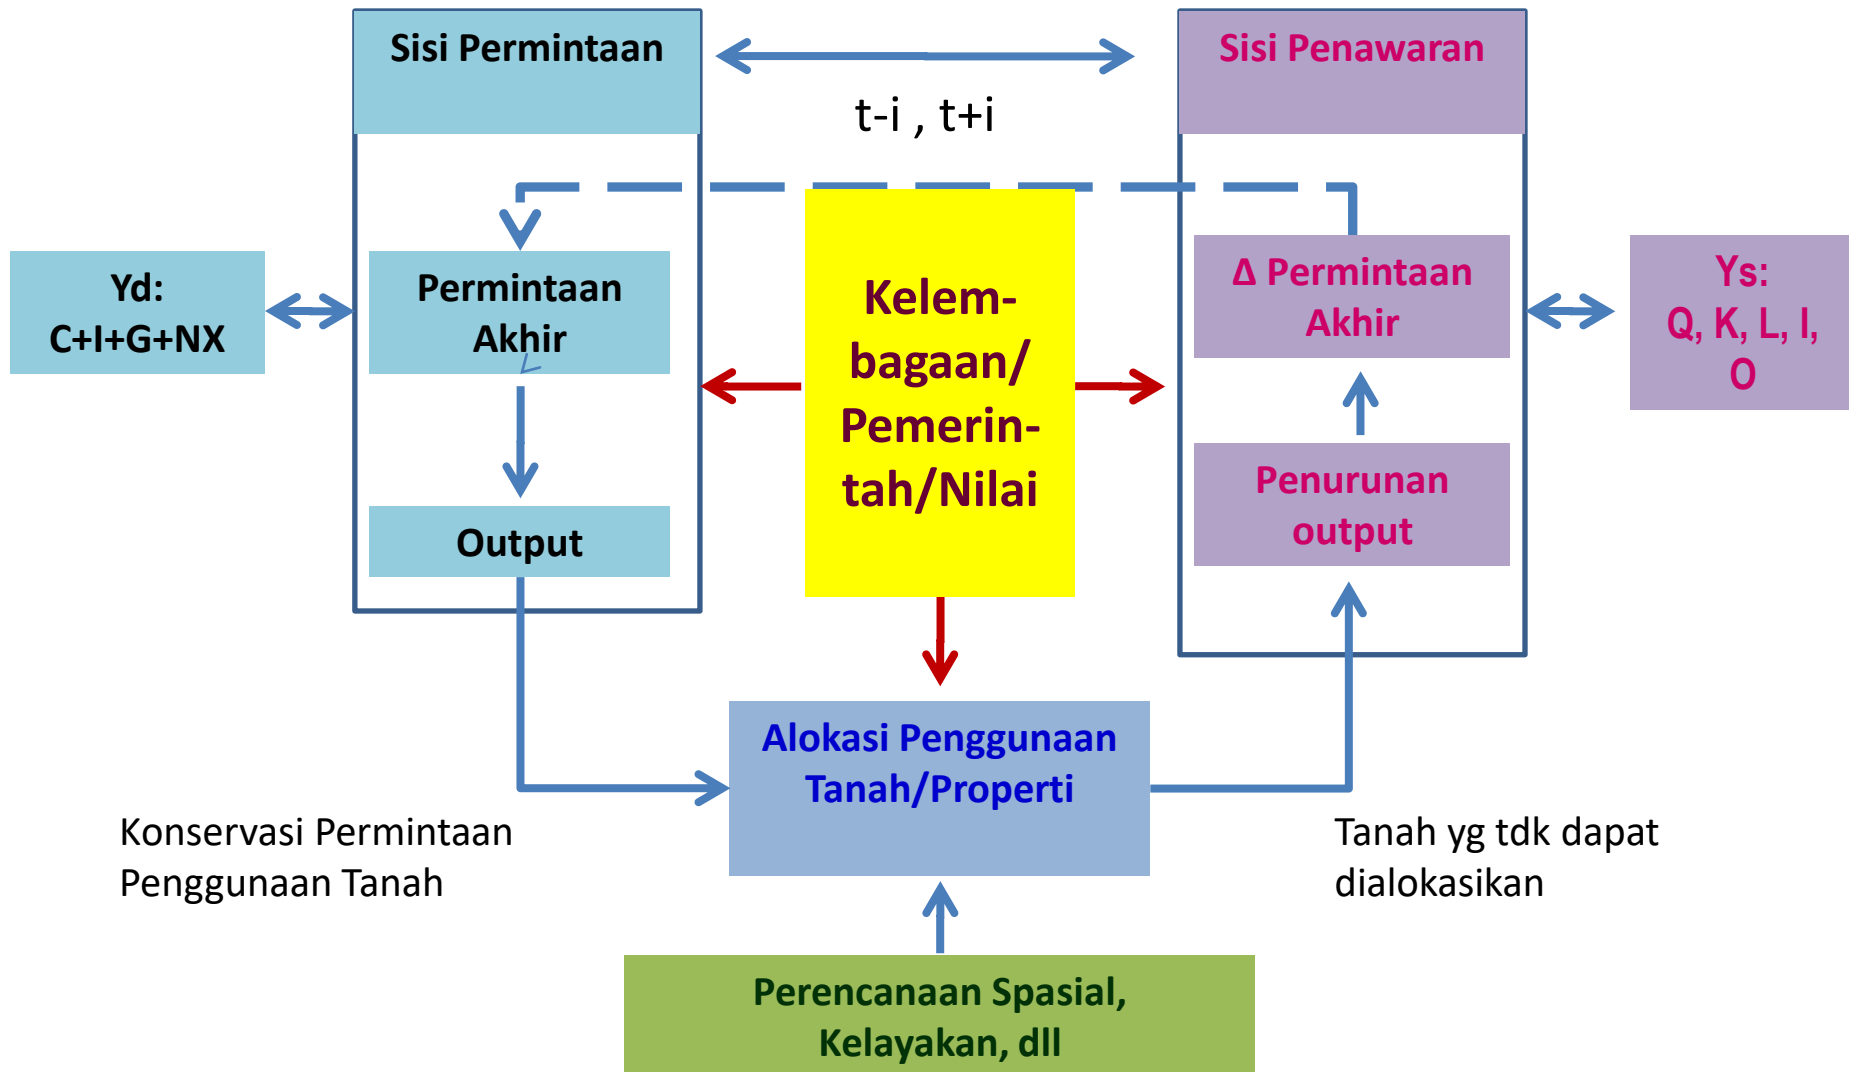 Sisi Permintaan
Sisi Penawaran
t-i , t+i
Yd:
C+I+G+NX
Permintaan
Akhir
Kelem-
bagaan/
Pemerin-
tah/Nilai
Δ Permintaan
Akhir
Ys:
Q, K, L, I,
O
Output
Penurunan
output
Alokasi Penggunaan
Tanah/Properti
Konservasi Permintaan
Penggunaan Tanah
Tanah yg tdk dapat
dialokasikan
Perencanaan Spasial,
Kelayakan, dll